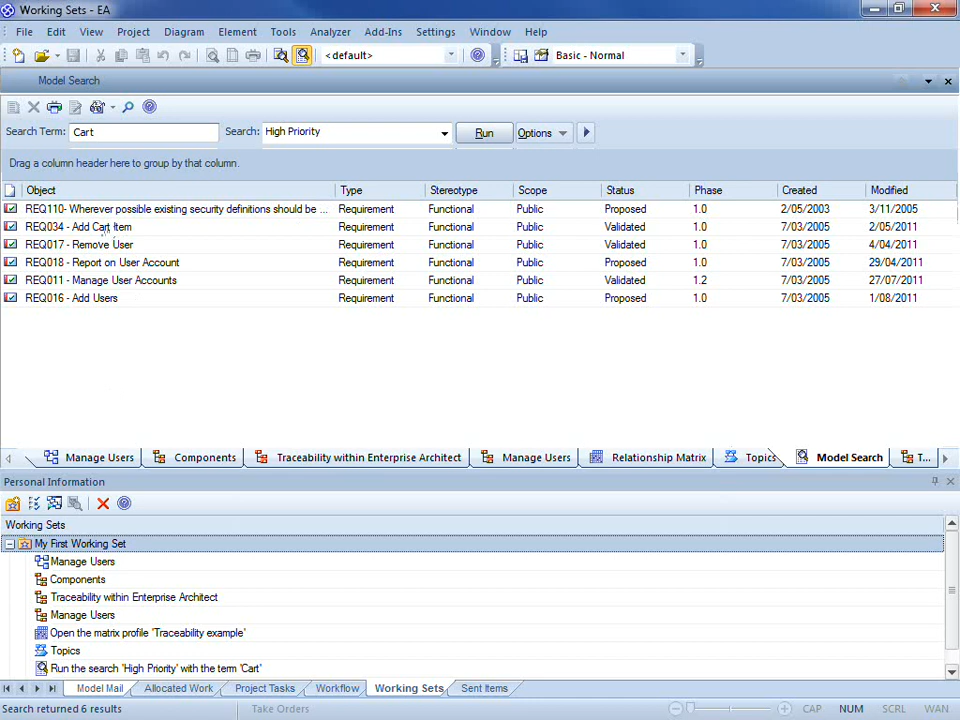 Working Sets - EA
File Edit View Project Diagram Element Tools Analyzer Add-Ins Settings Window Help
<default> Basic - Normal
Model Search
Search Term: Cart Search: High Priority Run Options
Drag a column header here to group by that column.
Object Type Stereotype Scope Status Phase Created Modified
REQ110- Wherever possible existing security definitions should be ... Requirement Functional Public Proposed 1.0 2/05/2003 3/11/2005
REQ034 - Add Cart Item Requirement Functional Public Validated 1.0 7/03/2005 2/05/2011
REQ017 - Remove User Requirement Functional Public Validated 1.0 7/03/2005 4/04/2011
REQ018 - Report on User Account Requirement Functional Public Proposed 1.0 7/03/2005 29/04/2011
REQ011 - Manage User Accounts Requirement Functional Public Validated 1.2 7/03/2005 27/07/2011
REQ016 - Add Users Requirement Functional Public Proposed 1.0 7/03/2005 1/08/2011
Manage Users Components Traceability within Enterprise Architect Manage Users Relationship Matrix Topics Model Search T...
Personal Information
Working Sets
My First Working Set
Manage Users
Components
Traceability within Enterprise Architect
Manage Users
Open the matrix profile 'Traceability example'
Topics
Run the search 'High Priority' with the term 'Cart'
Model Mail Allocated Work Project Tasks Workflow Working Sets Sent Items
Search returned 6 results Take Orders CAP NUM SCRL WAN